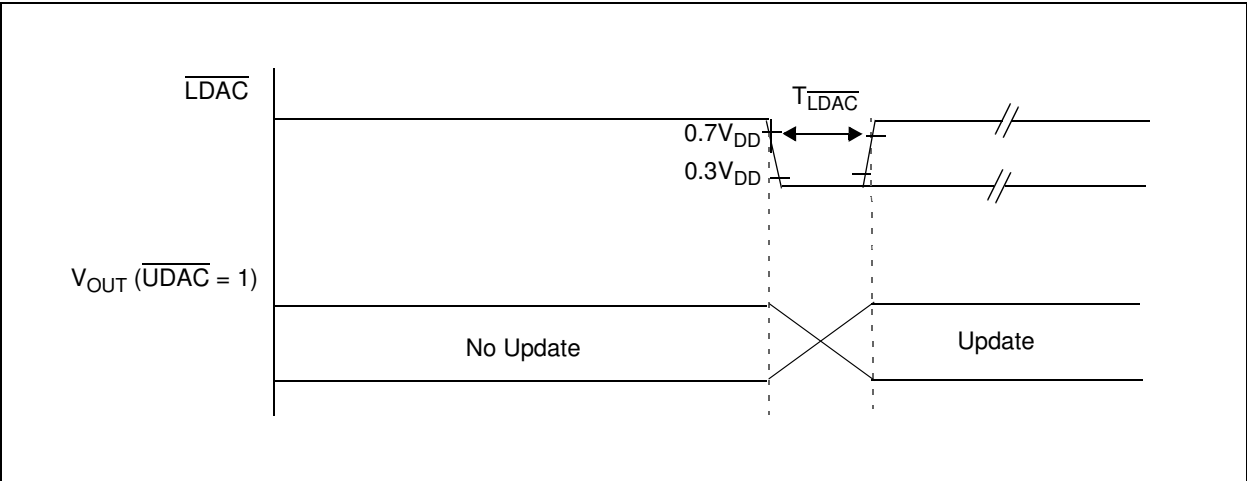 LDAC
TLDAC
0.7VDD
0.3VDD
VOUT (UDAC = 1)
No Update
Update